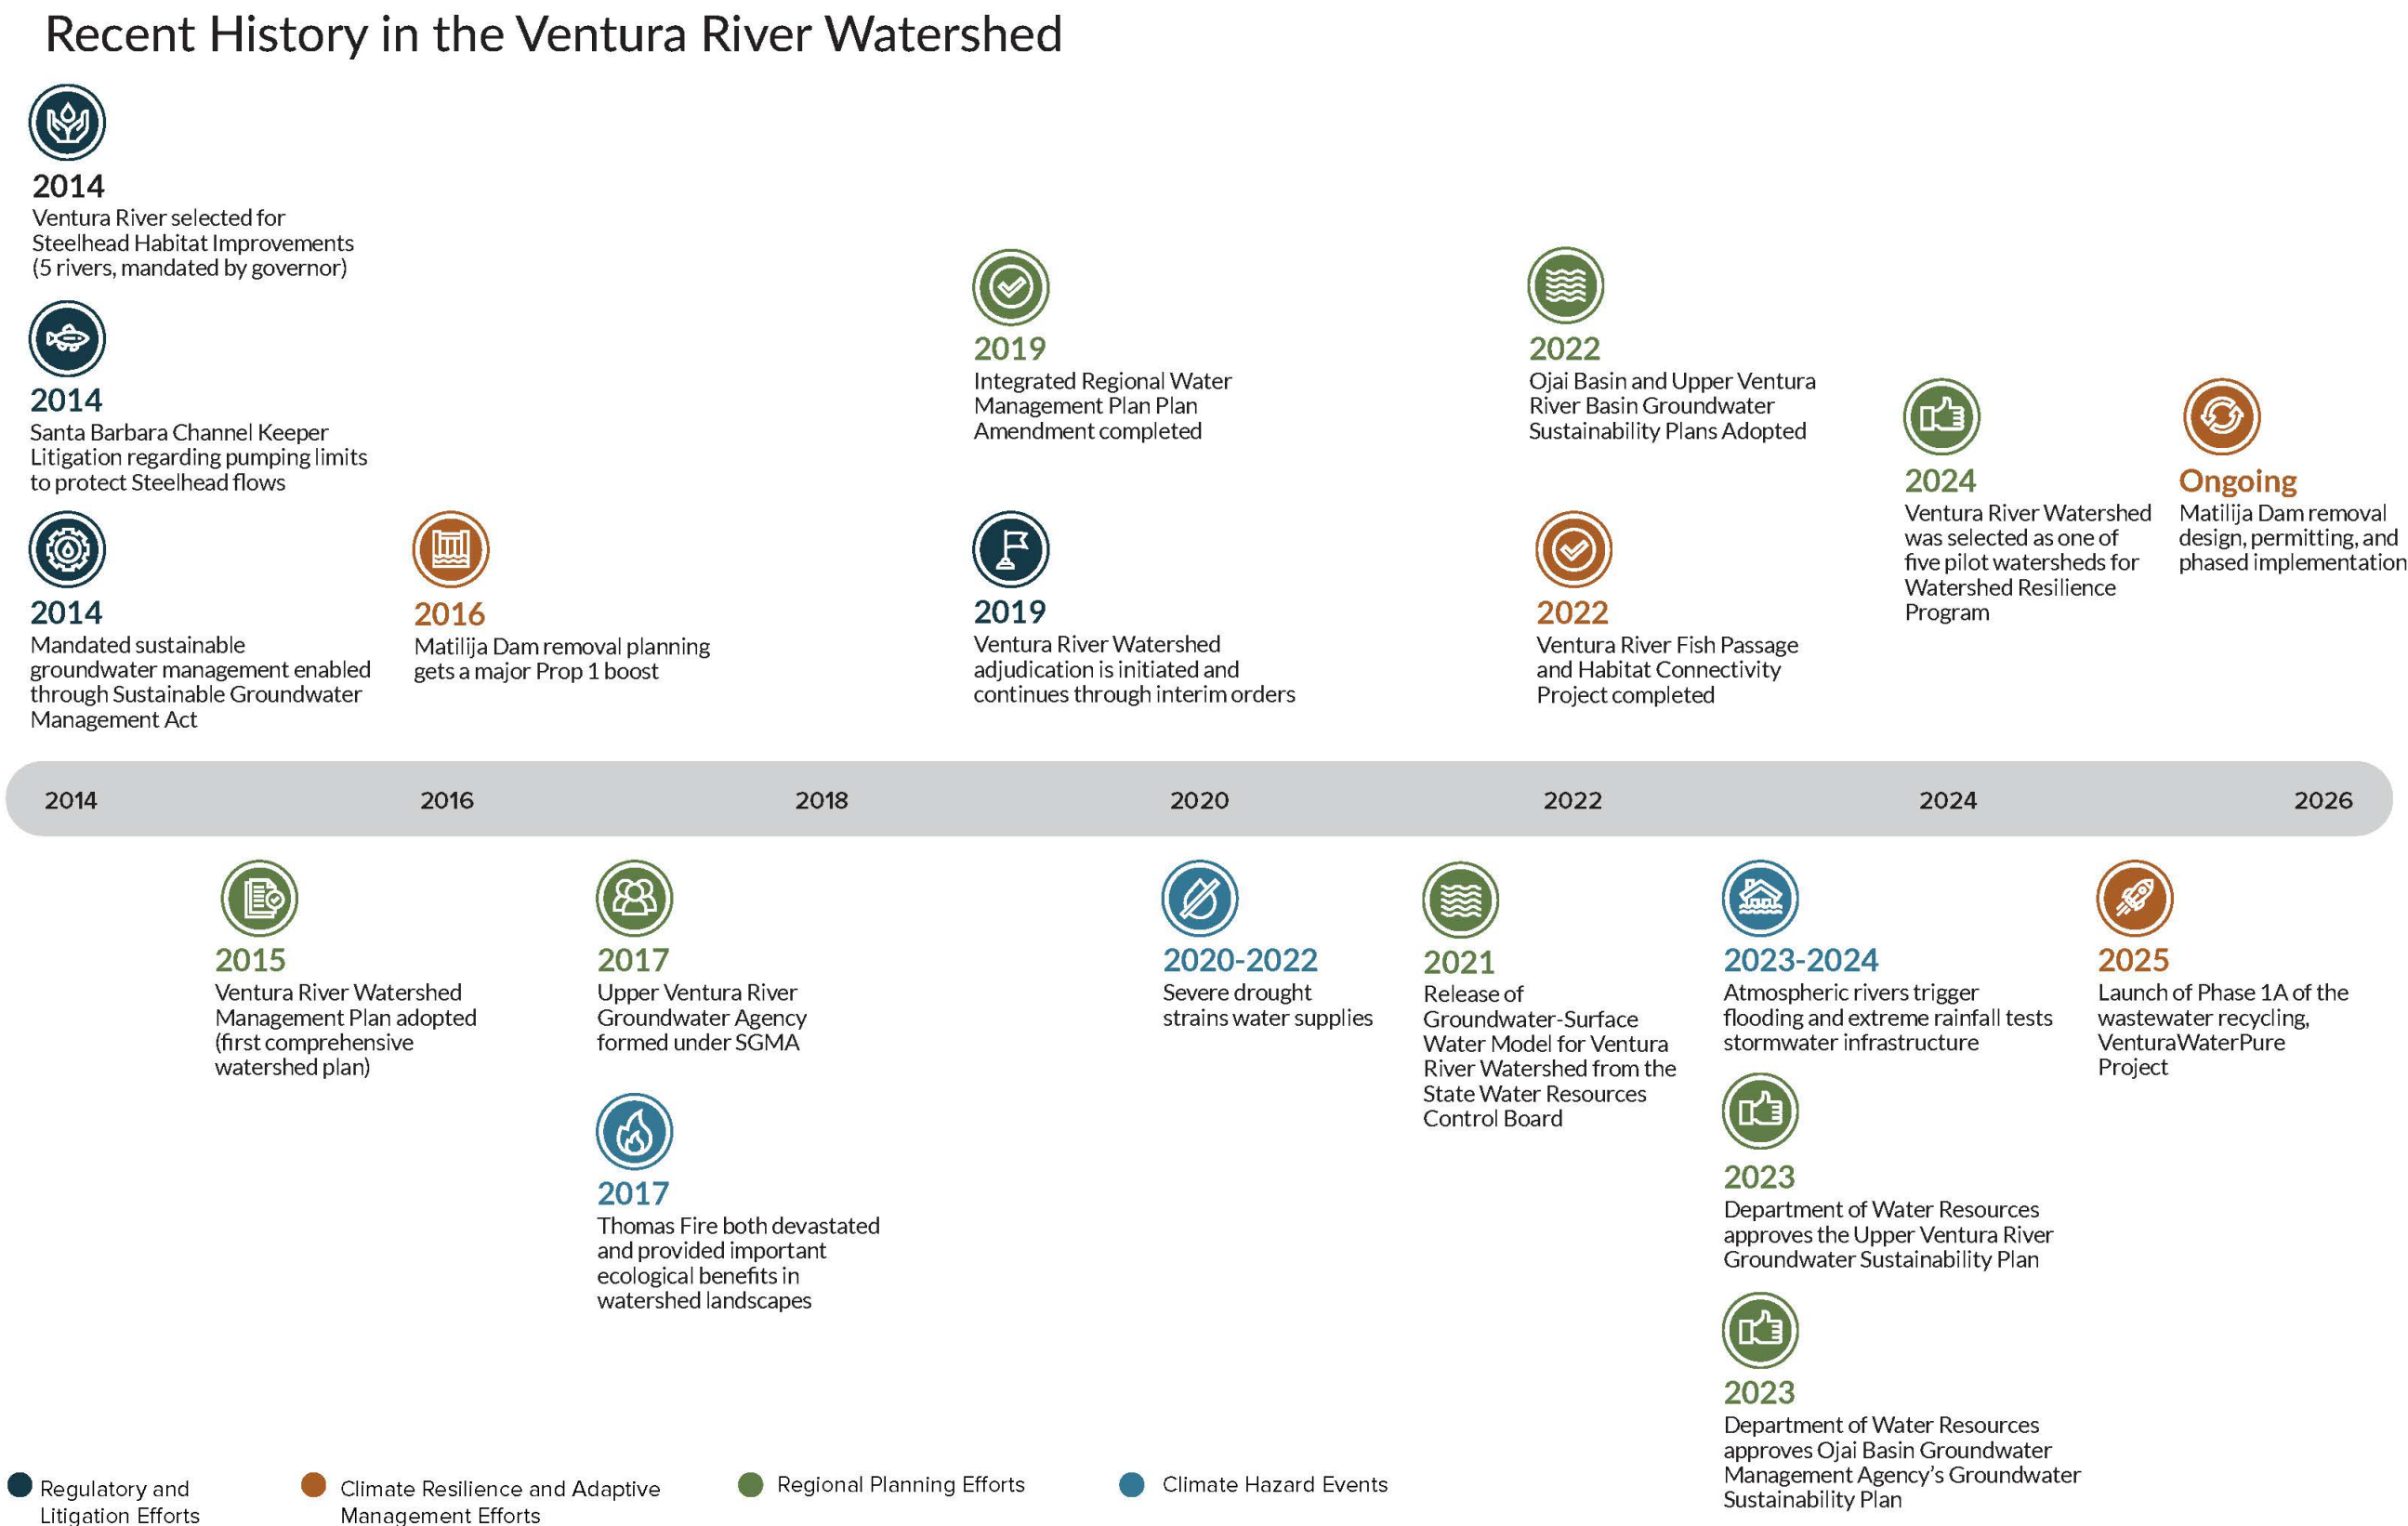 Recent History in the Ventura River Watershed
2014
Ventura River selected for
Steelhead Habitat Improvements
(5 rivers, mandated by governor)
2014
Santa Barbara Channel Keeper
Litigation regarding pumping limits
to protect Steelhead flows
2014
Mandated sustainable
groundwater management enabled
through Sustainable Groundwater
Management Act
2016
Matilija Dam removal planning
gets a major Prop 1 boost
2019
Integrated Regional Water
Management Plan Plan
Amendment completed
2019
Ventura River Watershed
adjudication is initiated and
continues through interim orders
2022
Ojai Basin and Upper Ventura
River Basin Groundwater
Sustainability Plans Adopted
2022
Ventura River Fish Passage
and Habitat Connectivity
Project completed
2024
Ventura River Watershed
was selected as one of
five pilot watersheds for
Watershed Resilience
Program
Ongoing
Matilija Dam removal
design, permitting, and
phased implementation
2014 2016 2018 2020 2022 2024 2026
2015
Ventura River Watershed
Management Plan adopted
(first comprehensive
watershed plan)
2017
Upper Ventura River
Groundwater Agency
formed under SGMA
2017
Thomas Fire both devastated
and provided important
ecological benefits in
watershed landscapes
2020-2022
Severe drought
strains water supplies
2021
Release of
Groundwater-Surface
Water Model for Ventura
River Watershed from the
State Water Resources
Control Board
2023-2024
Atmospheric rivers trigger
flooding and extreme rainfall tests
stormwater infrastructure
2023
Department of Water Resources
approves the Upper Ventura River
Groundwater Sustainability Plan
2023
Department of Water Resources
approves Ojai Basin Groundwater
Management Agency's Groundwater
Sustainability Plan
2025
Launch of Phase 1A of the
wastewater recycling,
VenturaWaterPure
Project
Regulatory and
Litigation Efforts
Climate Resilience and Adaptive
Management Efforts
Regional Planning Efforts
Climate Hazard Events